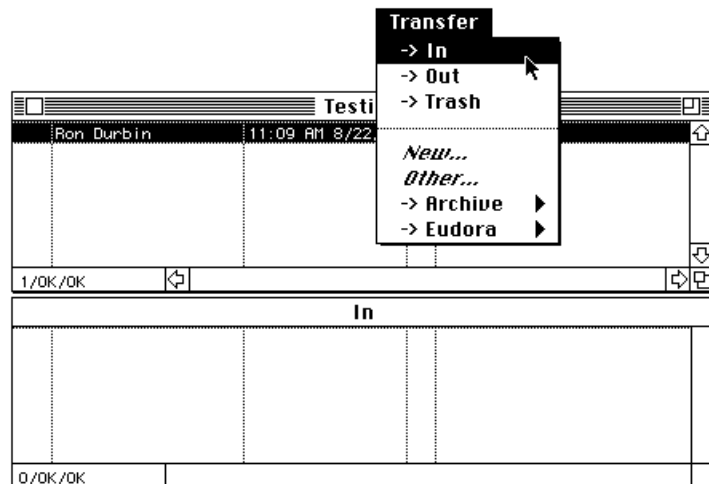 Transfer
-> In
-> Out
-> Trash
New...
Other...
-> Archive
-> Eudora
Testi
Ron Durbin 11:09 AM 8/22,
1/0K/0K
In
0/0K/0K